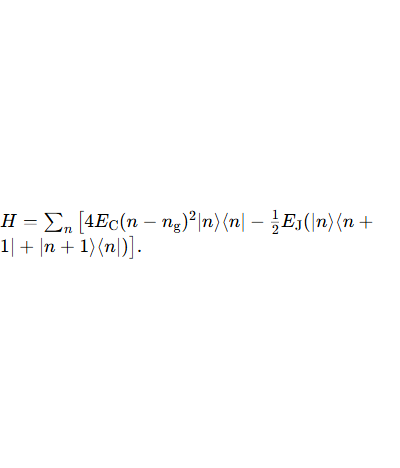 H = ∑ₙ [4E_C(n − n_g)²|n⟩⟨n| − ½E_J(|n⟩⟨n +
1| + |n + 1⟩⟨n|)].